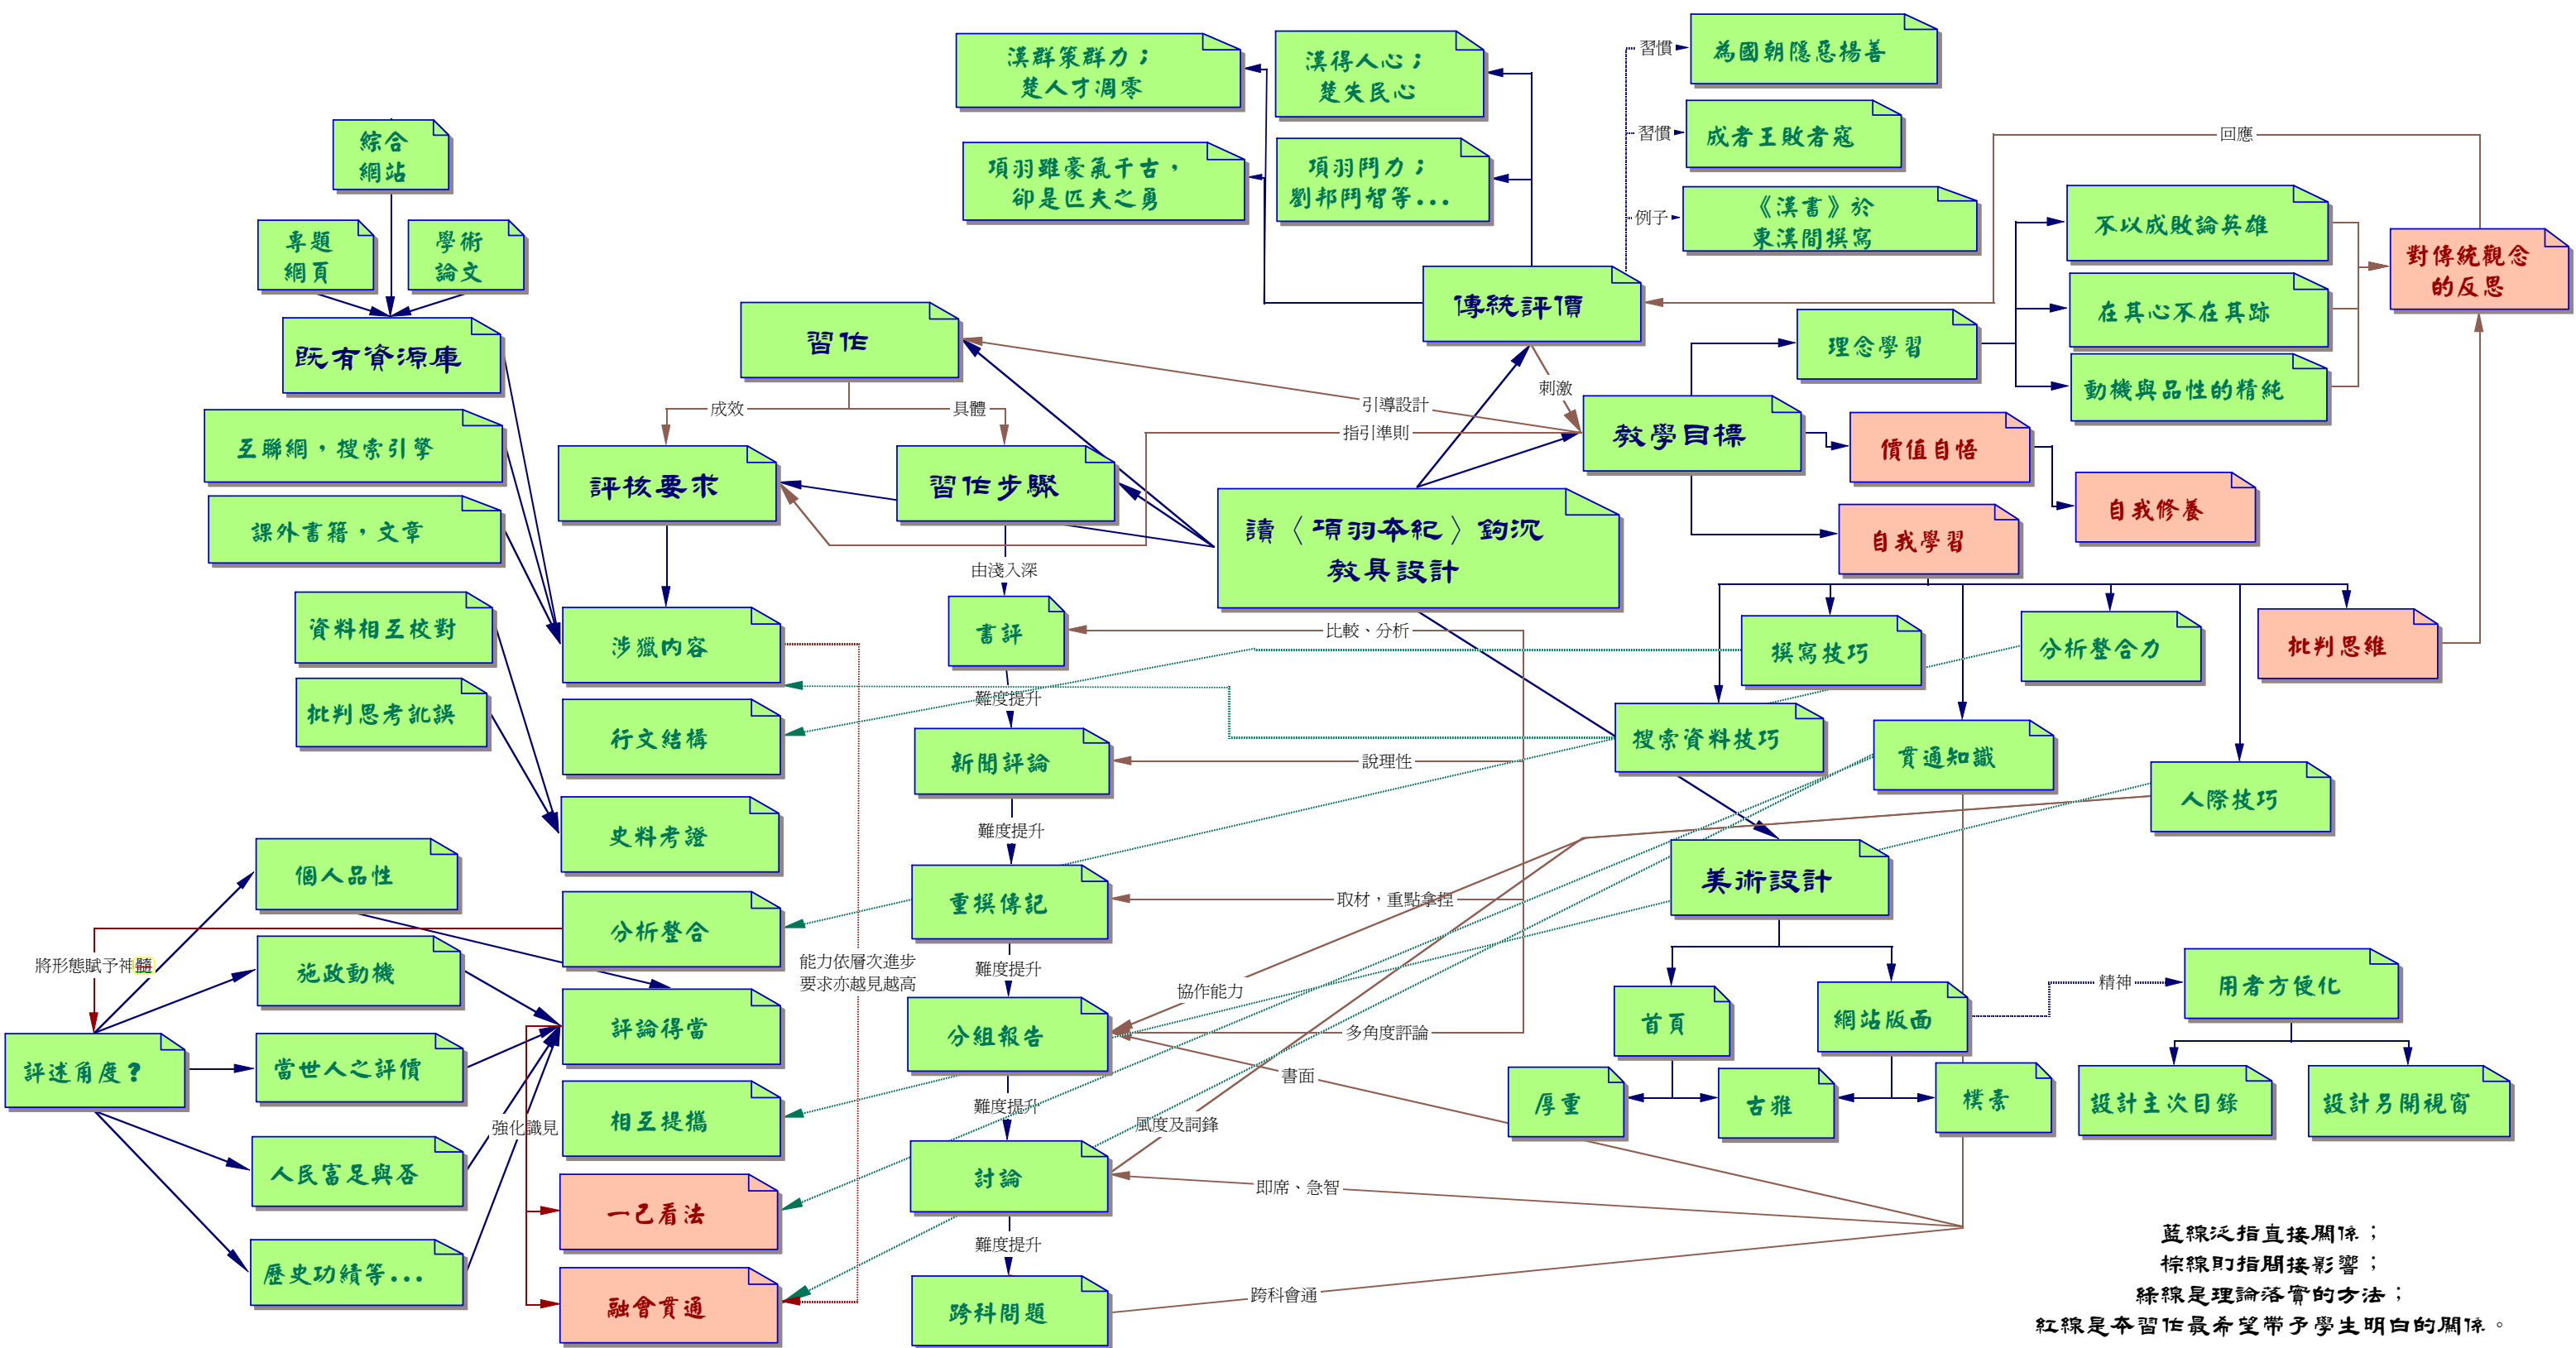 漢群策群力；
楚人才凋零
漢得人心；
楚失民心
習慣
為國朝隱惡揚善
綜合
網站
習慣
成者王敗者寇
回應
項羽雖豪氣干古，
卻是匹夫之勇
項羽鬥力；
劉邦鬥智等...
例子
《漢書》於
東漢間撰寫
專題
網頁
學術
論文
不以成敗論英雄
對傳統觀念
的反思
傳統評價
在其心不在其跡
既有資源庫
習作
理念學習
動機與品性的精純
刺激
成效
具體
引導設計
指引準則
教學目標
價值自悟
互聯網，搜索引擎
評核要求
習作步驟
自我修養
課外書籍，文章
讀〈項羽本紀〉鈎沉
教具設計
自我學習
由淺入深
資料相互校對
涉獵內容
書評
比較、分析
撰寫技巧
分析整合力
批判思維
難度提升
批判思考訛誤
行文結構
新聞評論
說理性
搜索資料技巧
貫通知識
人際技巧
史料考證
難度提升
個人品性
重撰傳記
取材，重點拿捏
美術設計
分析整合
將形態賦予神髓
施政動機
能力依層次進步
要求亦越見越高
難度提升
協作能力
精神
用者方便化
評論得當
分組報告
多角度評論
首頁
網站版面
評述角度？
當世人之評價
書面
厚重
古雅
樸素
設計主次目錄
設計另開視窗
相互提攜
難度提升
強化識見
風度及詞鋒
人民富足與否
討論
即席、急智
一己看法
歷史功績等...
難度提升
融會貫通
跨科問題
跨科會通
藍線泛指直接關係；
棕線則指間接影響；
綠線是理論落實的方法；
紅線是本習作最希望帶予學生明白的關係。